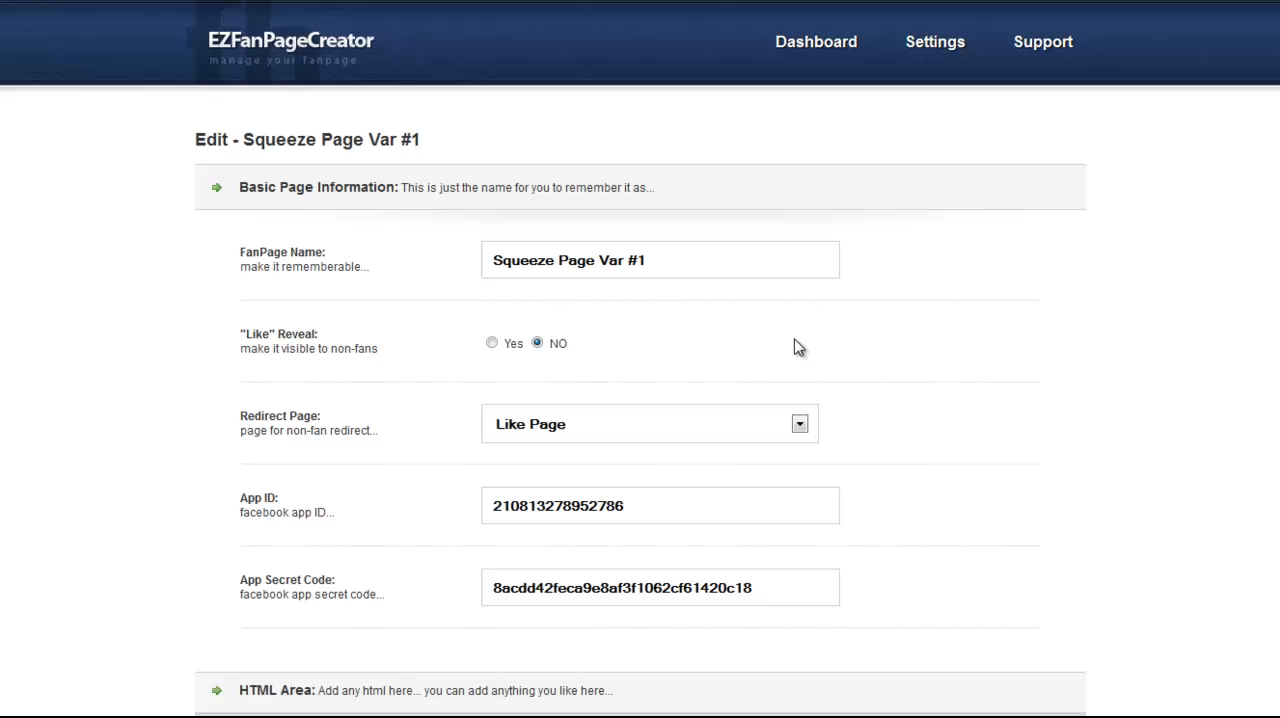 EZFanPageCreator
manage your fanpage
Dashboard
Settings
Support
Edit - Squeeze Page Var #1
Basic Page Information: This is just the name for you to remember it as...
FanPage Name:
make it rememberable...
Squeeze Page Var #1
"Like" Reveal:
make it visible to non-fans
Yes
NO
Redirect Page:
page for non-fan redirect...
Like Page
App ID:
facebook app ID...
210813278952786
App Secret Code:
facebook app secret code...
8acdd42feca9e8af3f1062cf61420c18
HTML Area: Add any html here... you can add anything you like here...